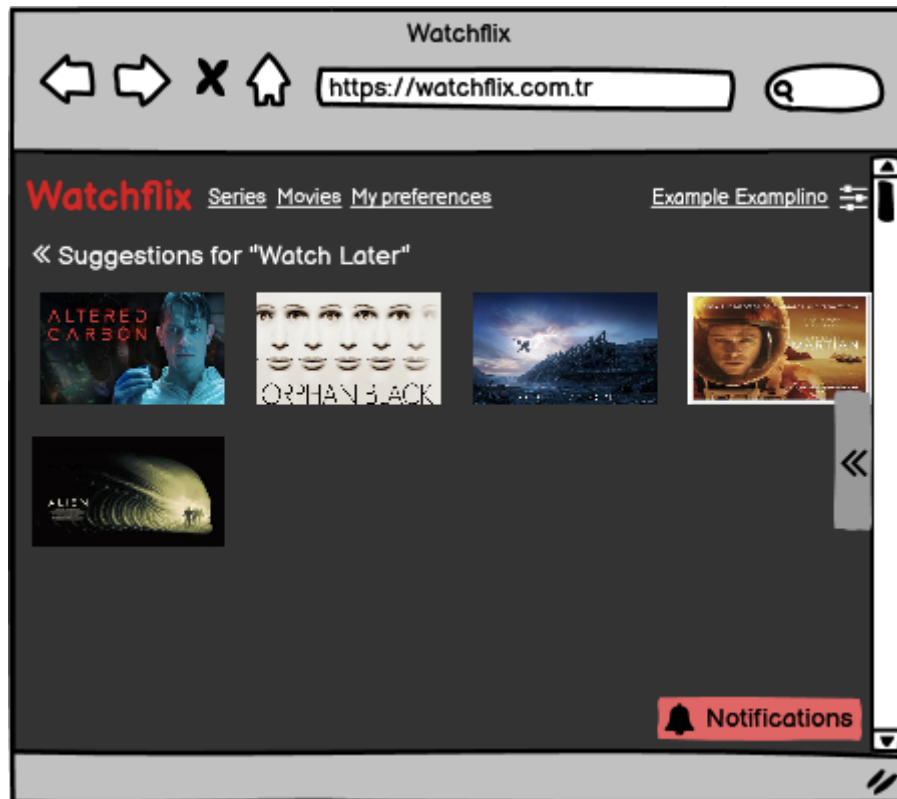 Watchflix
https://watchflix.com.tr
Watchflix Series Movies My preferences Example Examplino
« Suggestions for "Watch Later"
ALTERED
CARBON
ORPHAN BLACK
MARTIAN
ALIEN
Notifications